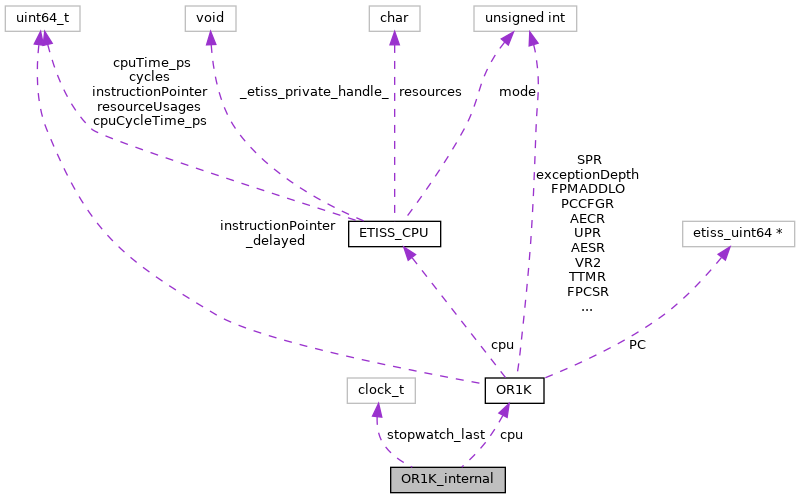 uint64_t
void
char
unsigned int
cpuTime_ps
cycles
instructionPointer
resourceUsages
cpuCycleTime_ps
_etiss_private_handle_
resources
mode
SPR
exceptionDepth
FPMADDLO
PCCFGR
AECR
UPR
AESR
VR2
TTMR
FPCSR
...
instructionPointer
_delayed
ETISS_CPU
etiss_uint64 *
cpu
PC
clock_t
OR1K
stopwatch_last
cpu
OR1K_internal